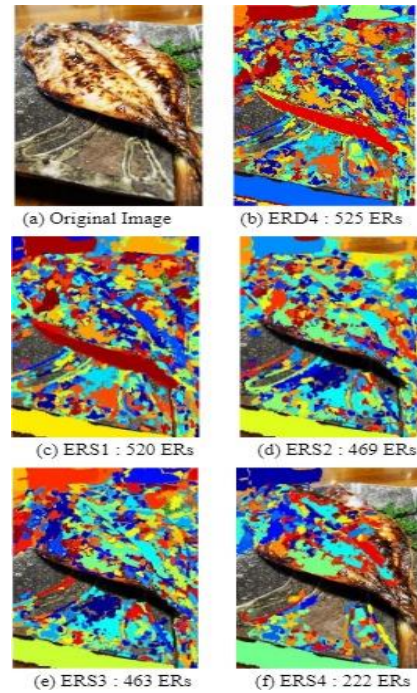 (a) Original Image
(b) ERD4 : 525 ERs
(c) ERS1 : 520 ERs
(d) ERS2 : 469 ERs
(e) ERS3 : 463 ERs
(f) ERS4 : 222 ERs